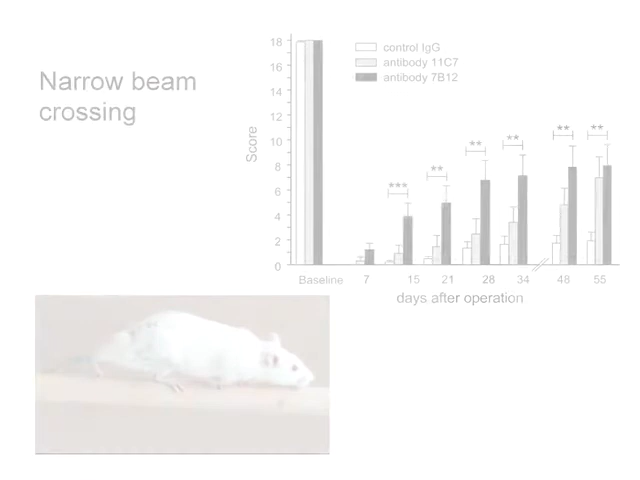 Narrow beam
crossing
control IgG
antibody 11C7
antibody 7B12
Score
18
16
14
12
10
8
6
4
2
0
***
**
**
**
**
**
Baseline
7
15
21
28
34
48
55
days after operation